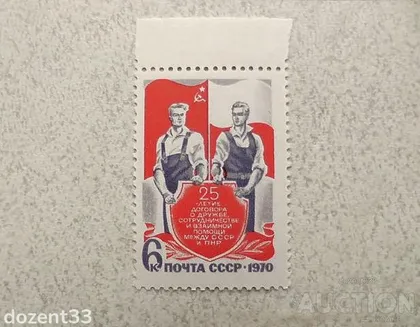 25
-ЛЕТИЕ
ДОГОВОРА
О ДРУЖБЕ,
СОТРУДНИЧЕСТВЕ
И ВЗАИМНОЙ
ПОМОЩИ
МЕЖДУ СССР
И ПНР
6к ПОЧТА СССР·1970
AUCTION
dozent33